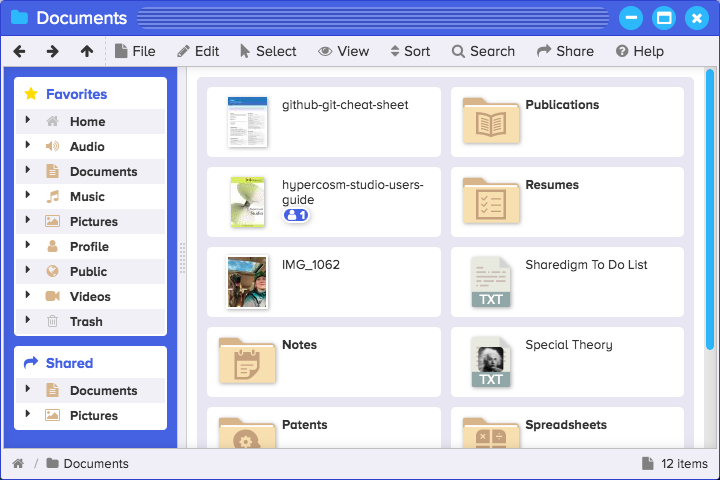 Documents
File Edit Select View Sort Search Share Help
Favorites
Home
Audio
Documents
Music
Pictures
Profile
Public
Videos
Trash
Shared
Documents
Pictures
github-git-cheat-sheet
Publications
hypercosm-studio-users-
guide
1
Resumes
IMG_1062
Sharedigm To Do List
TXT
Notes
Special Theory
TXT
Patents
Spreadsheets
/ Documents
12 items